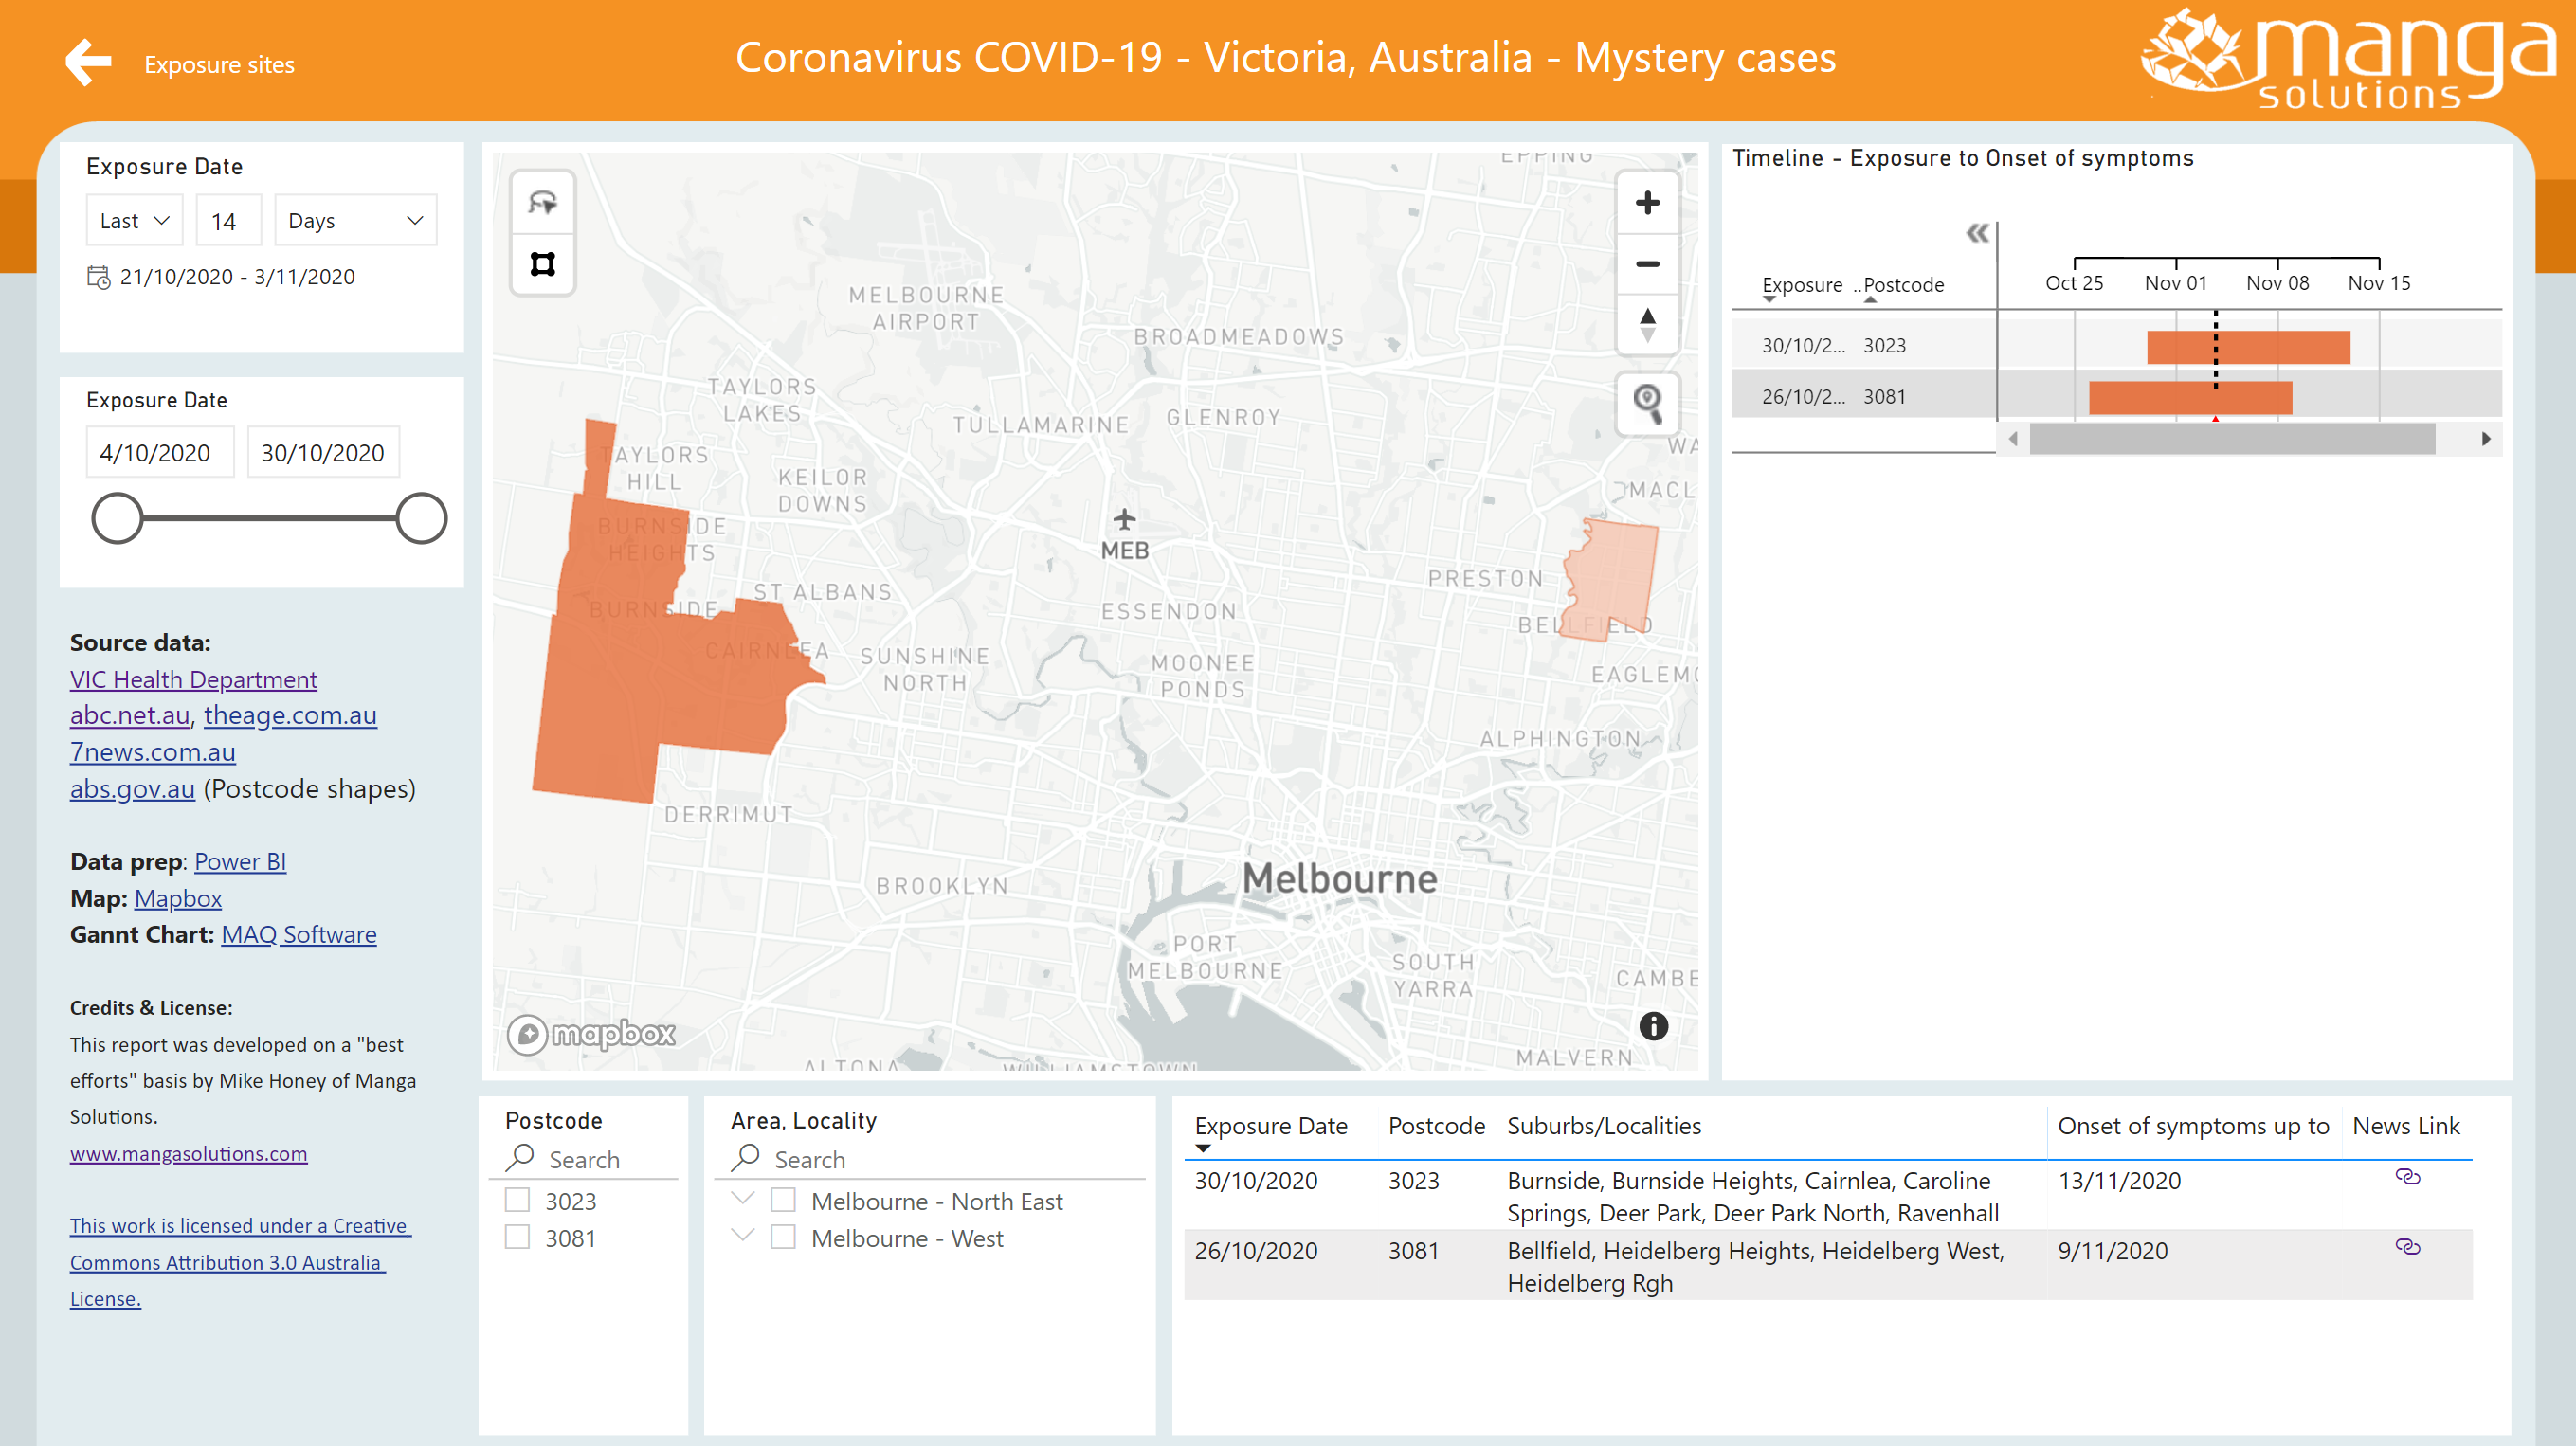 Exposure sites
Coronavirus COVID-19 - Victoria, Australia - Mystery cases
manga
solutions
Exposure Date
Last 14 Days
21/10/2020 - 3/11/2020
Exposure Date
4/10/2020 30/10/2020
Source data:
VIC Health Department
abc.net.au, theage.com.au
7news.com.au
abs.gov.au (Postcode shapes)
Data prep: Power BI
Map: Mapbox
Gannt Chart: MAQ Software
Credits & License:
This report was developed on a "best
efforts" basis by Mike Honey of Manga
Solutions.
www.mangasolutions.com
This work is licensed under a Creative
Commons Attribution 3.0 Australia
License.
EPPING
MELBOURNE
AIRPORT
BROADMEADOWS
TAYLORS
LAKES
TULLAMARINE
GLENROY
TAYLORS
HILL
KEILOR
DOWNS
WA
MACL
BURNSIDE
HEIGHTS
MEB
PRESTON
ST ALBANS
BURNSIDE
ESSENDON
BELLFIELD
CAIRNLEA
SUNSHINE
NORTH
MOONEE
PONDS
EAGLEMO
ALPHINGTON
DERRIMUT
Melbourne
BROOKLYN
PORT
MELBOURNE
SOUTH
YARRA
CAMBE
mapbox
MALVERN
ALTONA
WILLIAMSTOWN
Timeline - Exposure to Onset of symptoms
Exposure .. Postcode
Oct 25 Nov 01 Nov 08 Nov 15
30/10/2... 3023
26/10/2... 3081
Postcode
Search
3023
3081
Area, Locality
Search
Melbourne - North East
Melbourne - West
Exposure Date Postcode Suburbs/Localities Onset of symptoms up to News Link
30/10/2020 3023 Burnside, Burnside Heights, Cairnlea, Caroline 13/11/2020
Springs, Deer Park, Deer Park North, Ravenhall
26/10/2020 3081 Bellfield, Heidelberg Heights, Heidelberg West, 9/11/2020
Heidelberg Rgh